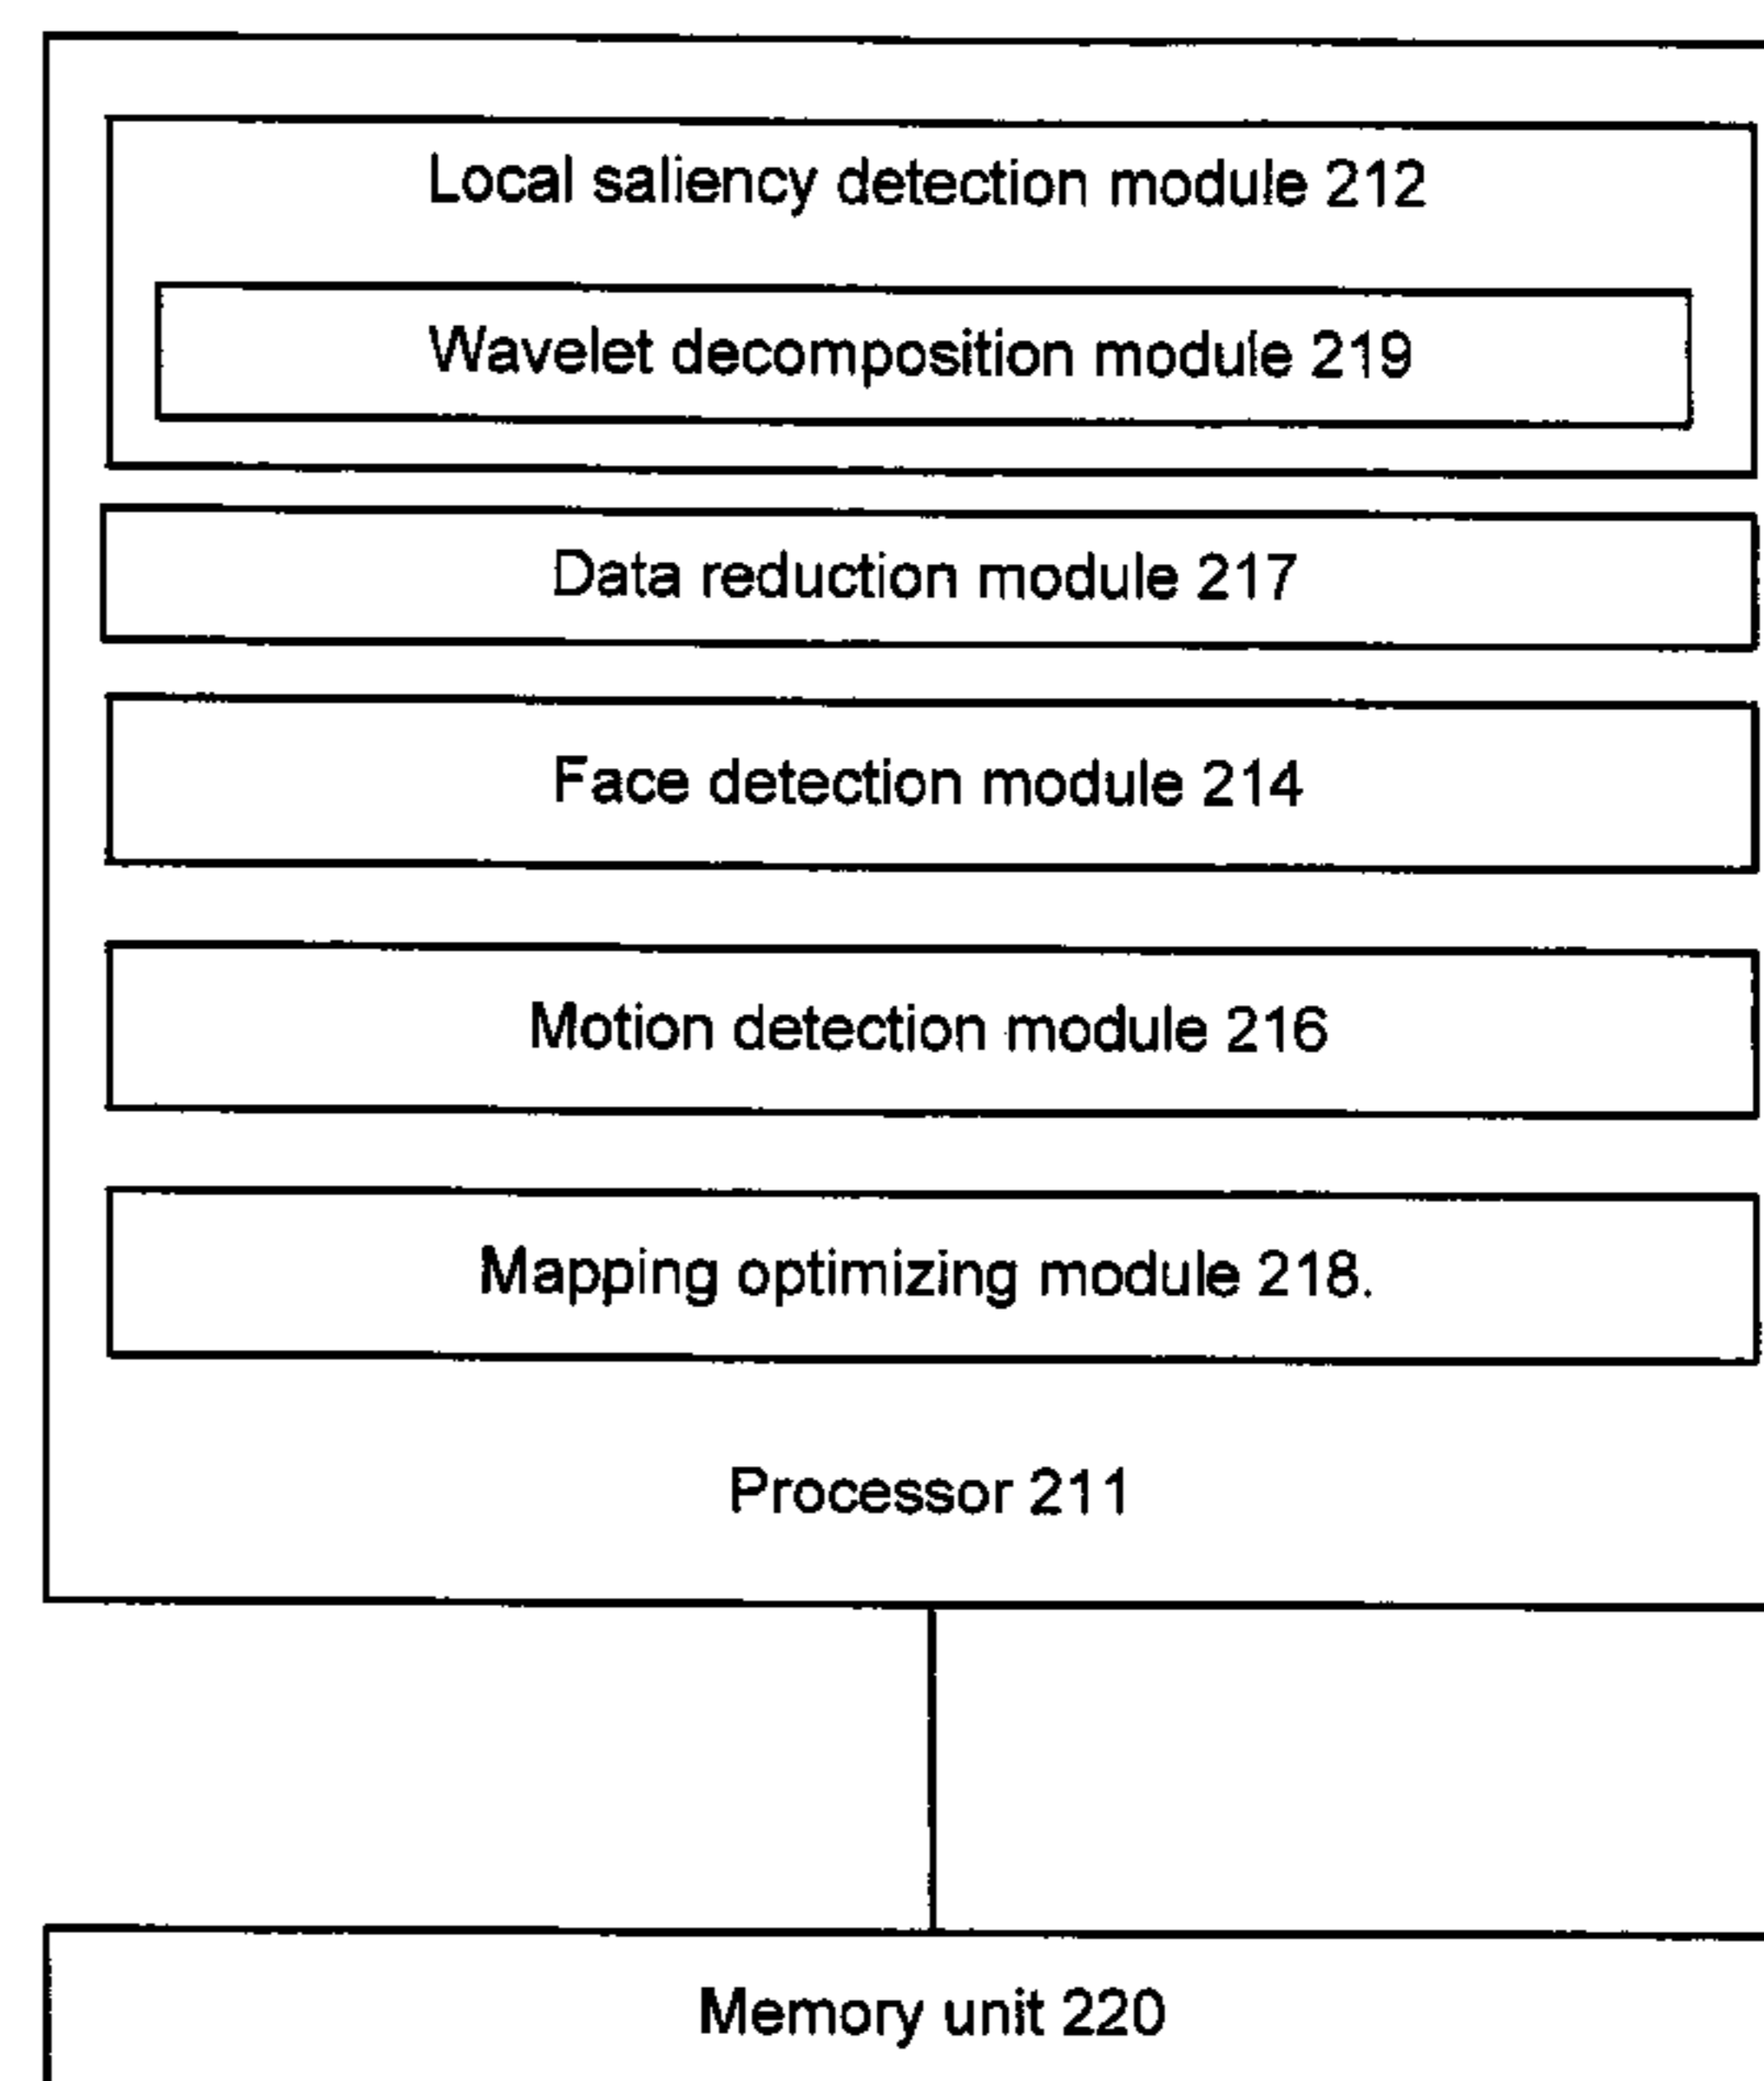 Local saliency detection module 212
Wavelet decomposition module 219
Data reduction module 217
Face detection module 214
Motion detection module 216
Mapping optimizing module 218.
Processor 211
Memory unit 220